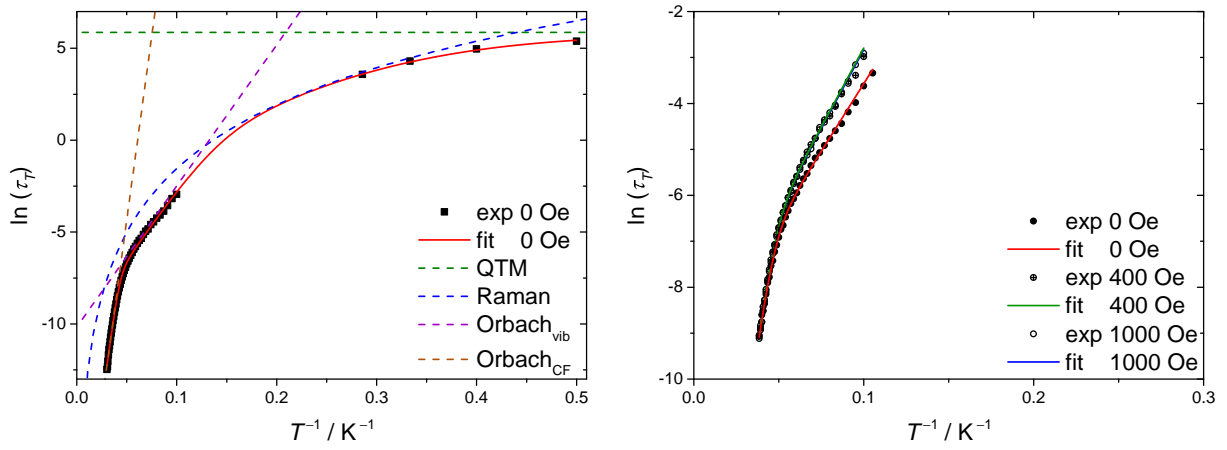 5
0
-5
-10
ln (τT)
0.0
0.1
0.2
0.3
0.4
0.5
T⁻¹ / K⁻¹
exp 0 Oe
fit 0 Oe
QTM
Raman
Orbachvib
OrbachCF
-2
-4
-6
-8
-10
ln (τT)
0.0
0.1
0.2
0.3
T⁻¹ / K⁻¹
exp 0 Oe
fit 0 Oe
exp 400 Oe
fit 400 Oe
exp 1000 Oe
fit 1000 Oe